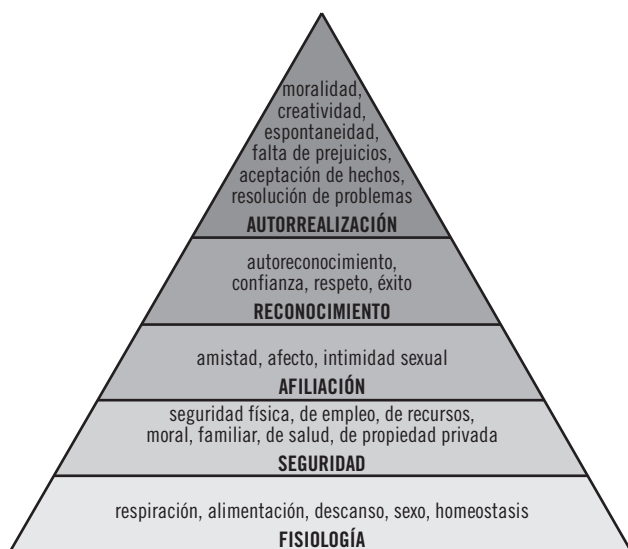 moralidad,
creatividad,
espontaneidad,
falta de prejuicios,
aceptación de hechos,
resolución de problemas
AUTORREALIZACIÓN
autoreconocimiento,
confianza, respeto, éxito
RECONOCIMIENTO
amistad, afecto, intimidad sexual
AFILIACIÓN
seguridad física, de empleo, de recursos,
moral, familiar, de salud, de propiedad privada
SEGURIDAD
respiración, alimentación, descanso, sexo, homeostasis
FISIOLOGÍA